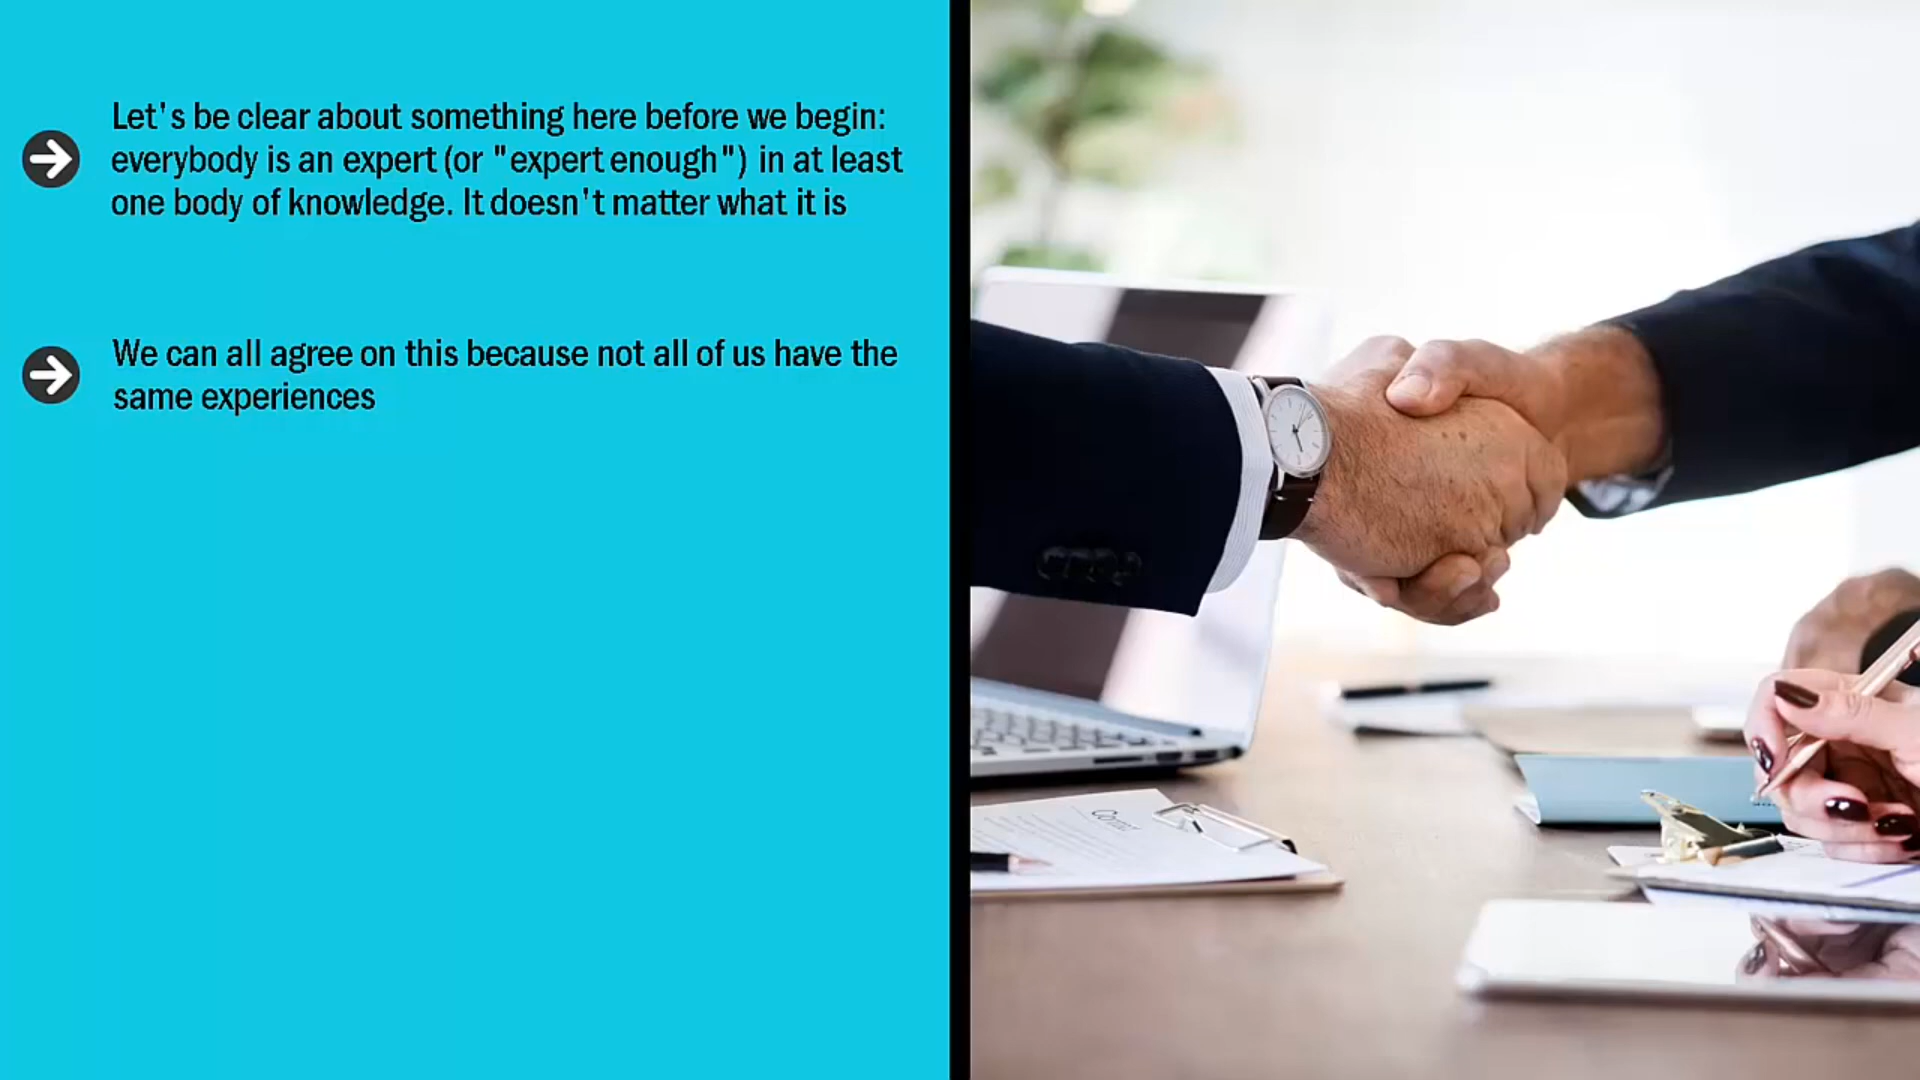 Let's be clear about something here before we begin:
everybody is an expert (or "expert enough") in at least
one body of knowledge. It doesn't matter what it is
We can all agree on this because not all of us have the
same experiences